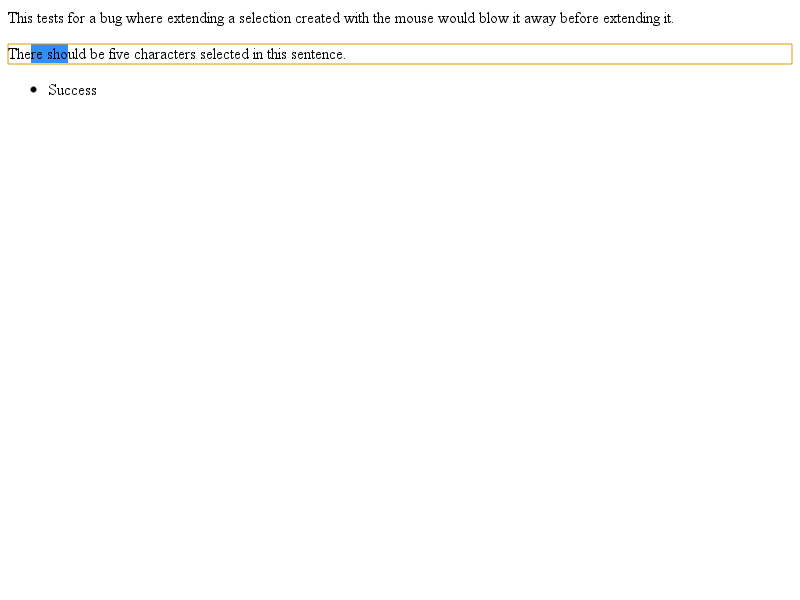 This tests for a bug where extending a selection created with the mouse would blow it away before extending it.
There should be five characters selected in this sentence.
Success